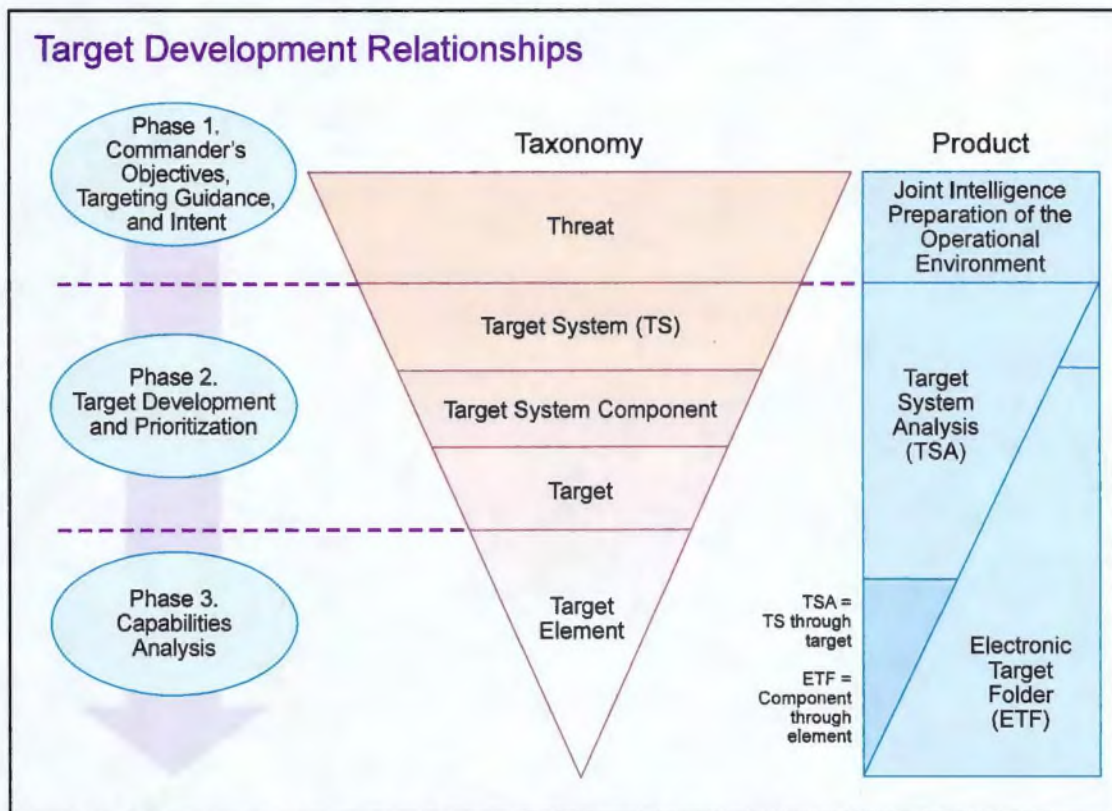 Target Development Relationships
Phase 1.
Commander's
Objectives,
Targeting Guidance,
and Intent
Phase 2.
Target Development
and Prioritization
Phase 3.
Capabilities
Analysis
Taxonomy
Threat
Target System (TS)
Target System Component
Target
Target
Element
Product
Joint Intelligence
Preparation of the
Operational
Environment
Target
System
Analysis
(TSA)
TSA =
TS through
target
ETF =
Component
through
element
Electronic
Target
Folder
(ETF)